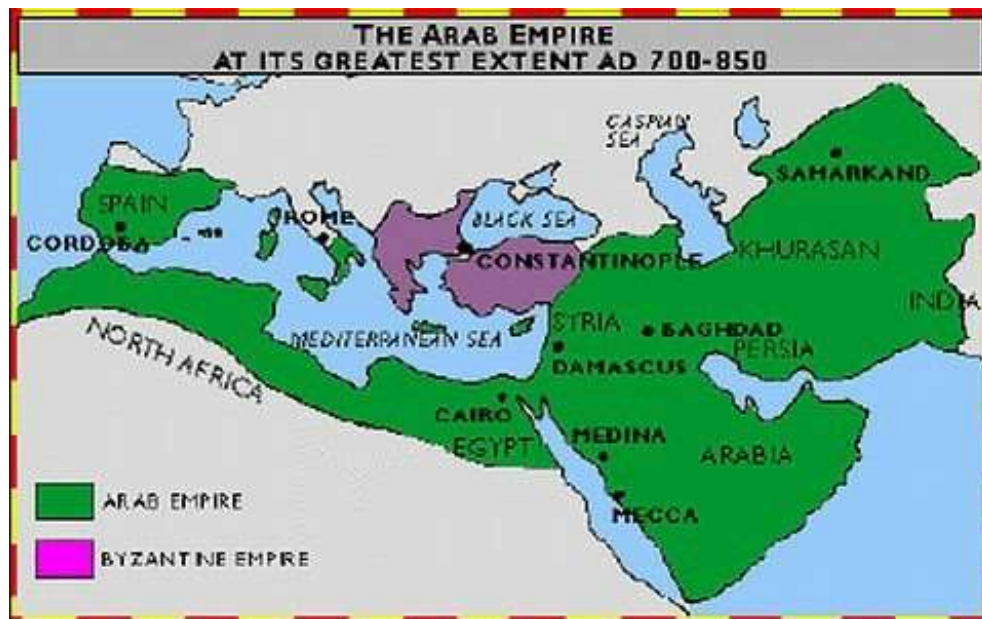 THE ARAB EMPIRE
AT ITS GREATEST EXTENT AD 700-850
CASPIAN
SEA
SAHARKAND
SPAIN
ROME
BLACK SEA
CORDOBA
CONSTANTINOPLE
KHURASAN
INDIA
SYRIA
BAGHDAD
MEDITERRANEAN SEA
PERSIA
NORTH AFRICA
DAMASCUS
CAIRO
MEDINA
EGYPT
ARABIA
MECCA
ARAB EMPIRE
BYZANTINE EMPIRE